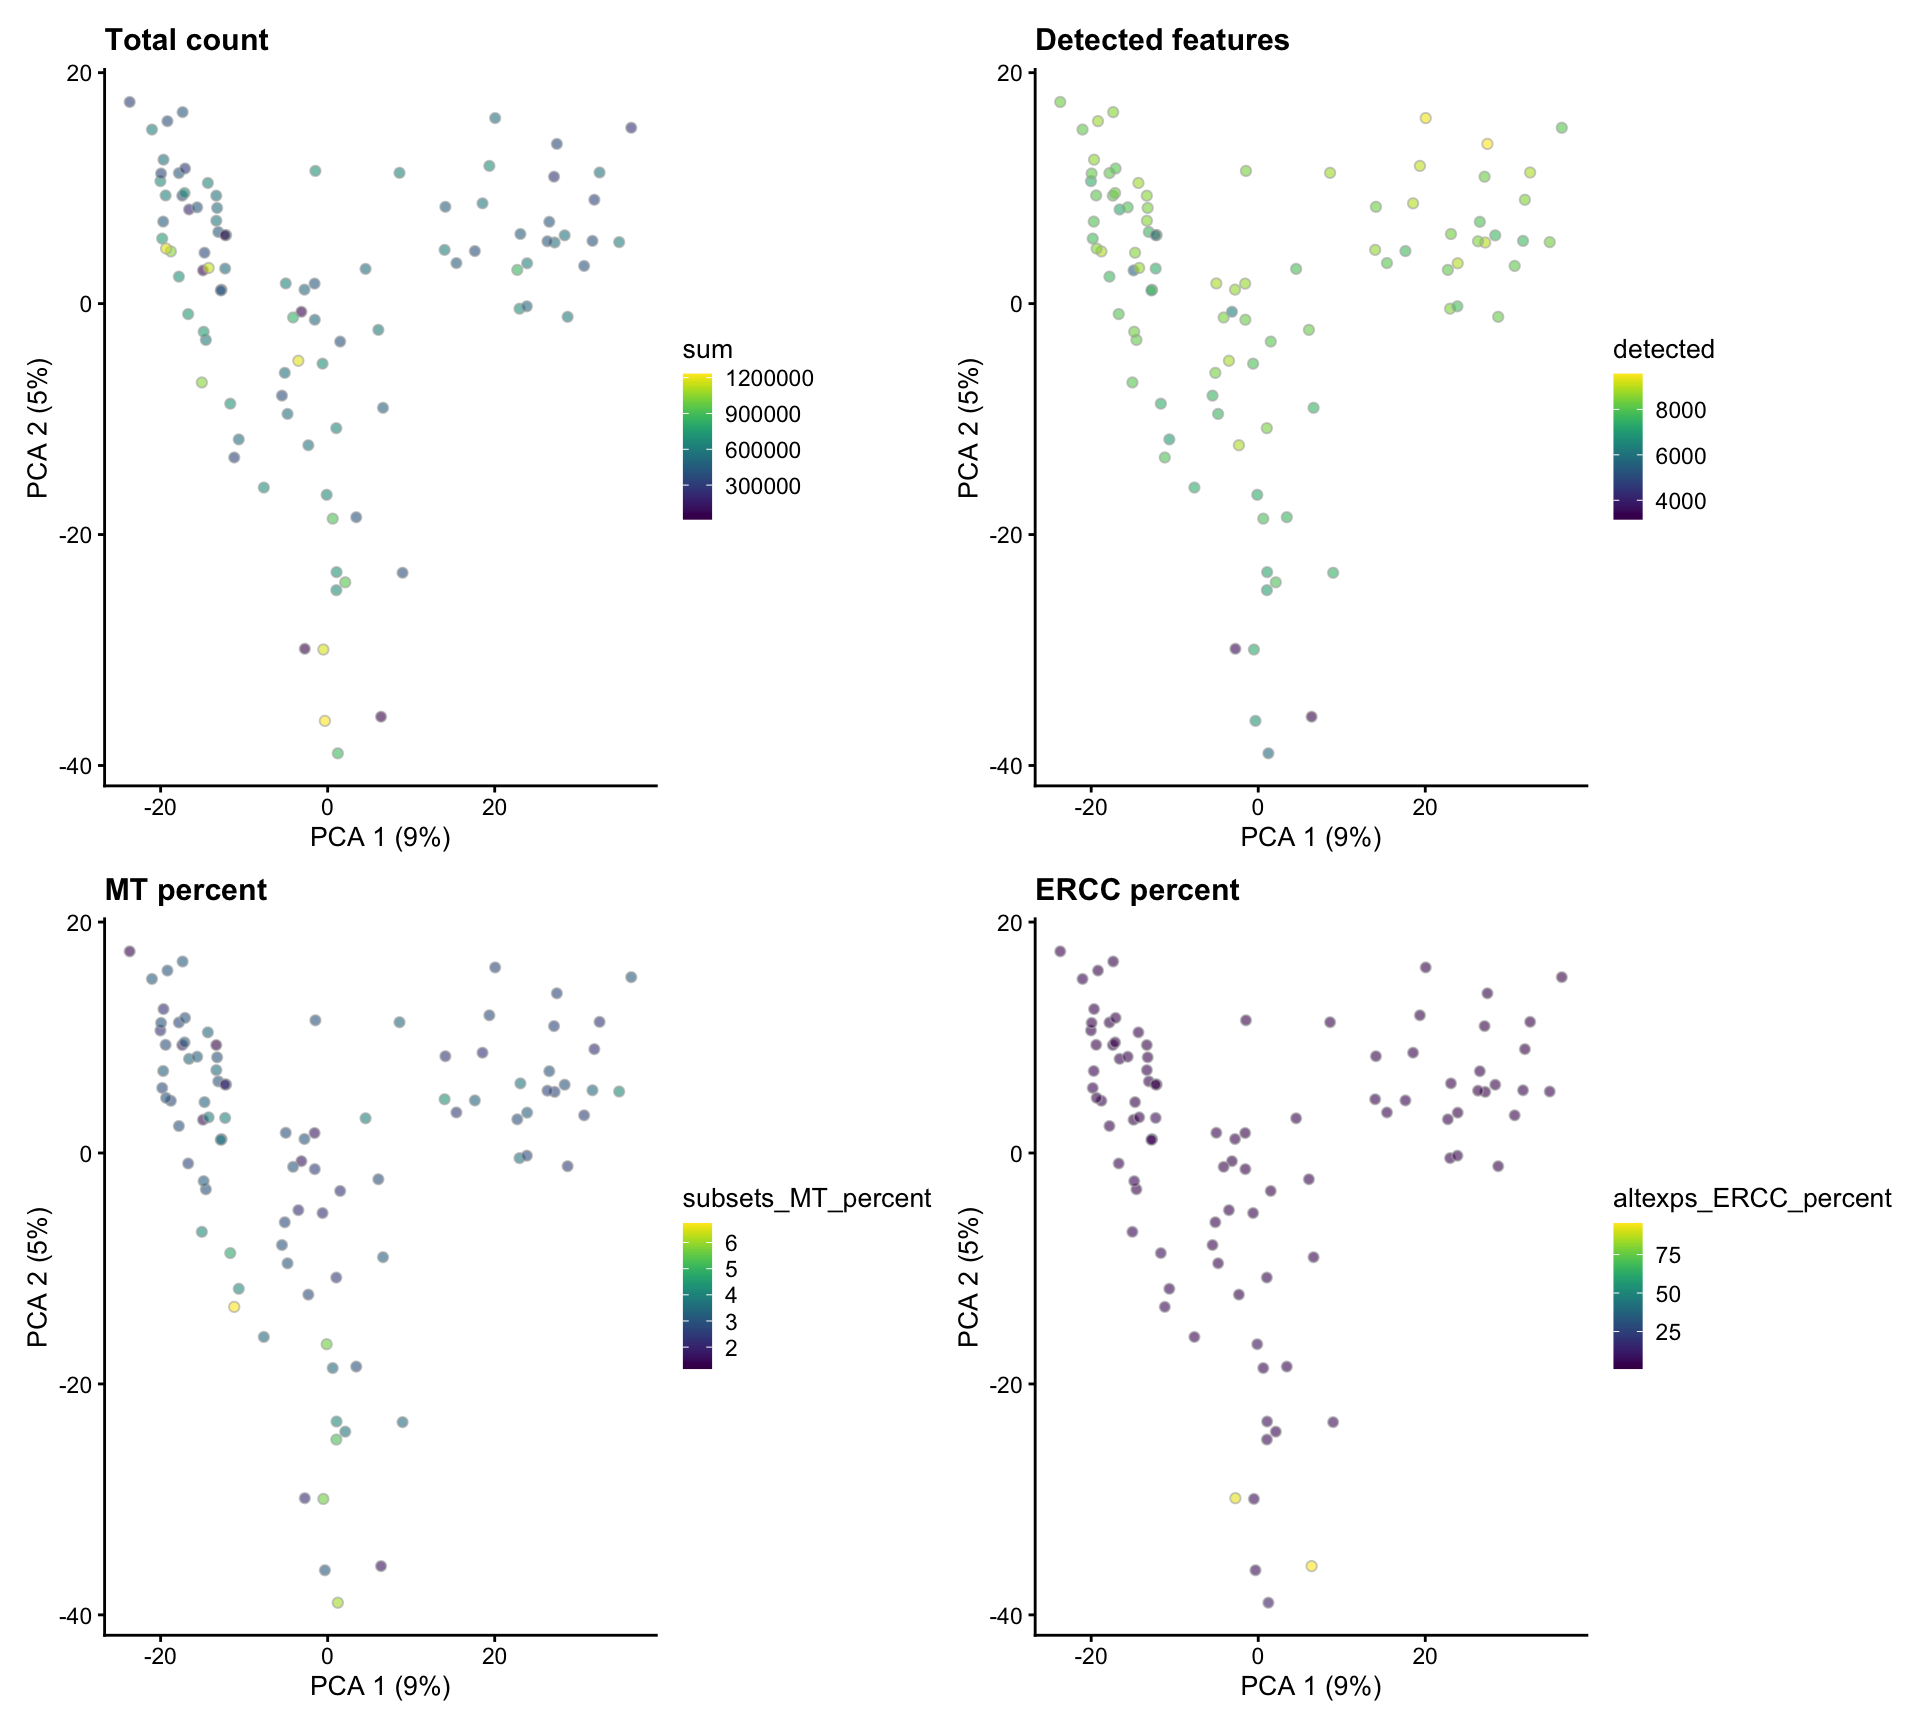 Total count
20
0
-20
-40
PCA 2 (5%)
-20
0
20
PCA 1 (9%)
sum
1200000
900000
600000
300000
Detected features
20
0
-20
-40
PCA 2 (5%)
-20
0
20
PCA 1 (9%)
detected
8000
6000
4000
MT percent
20
0
-20
-40
PCA 2 (5%)
-20
0
20
PCA 1 (9%)
subsets_MT_percent
6
5
4
3
2
ERCC percent
20
0
-20
-40
PCA 2 (5%)
-20
0
20
PCA 1 (9%)
altexps_ERCC_percent
75
50
25